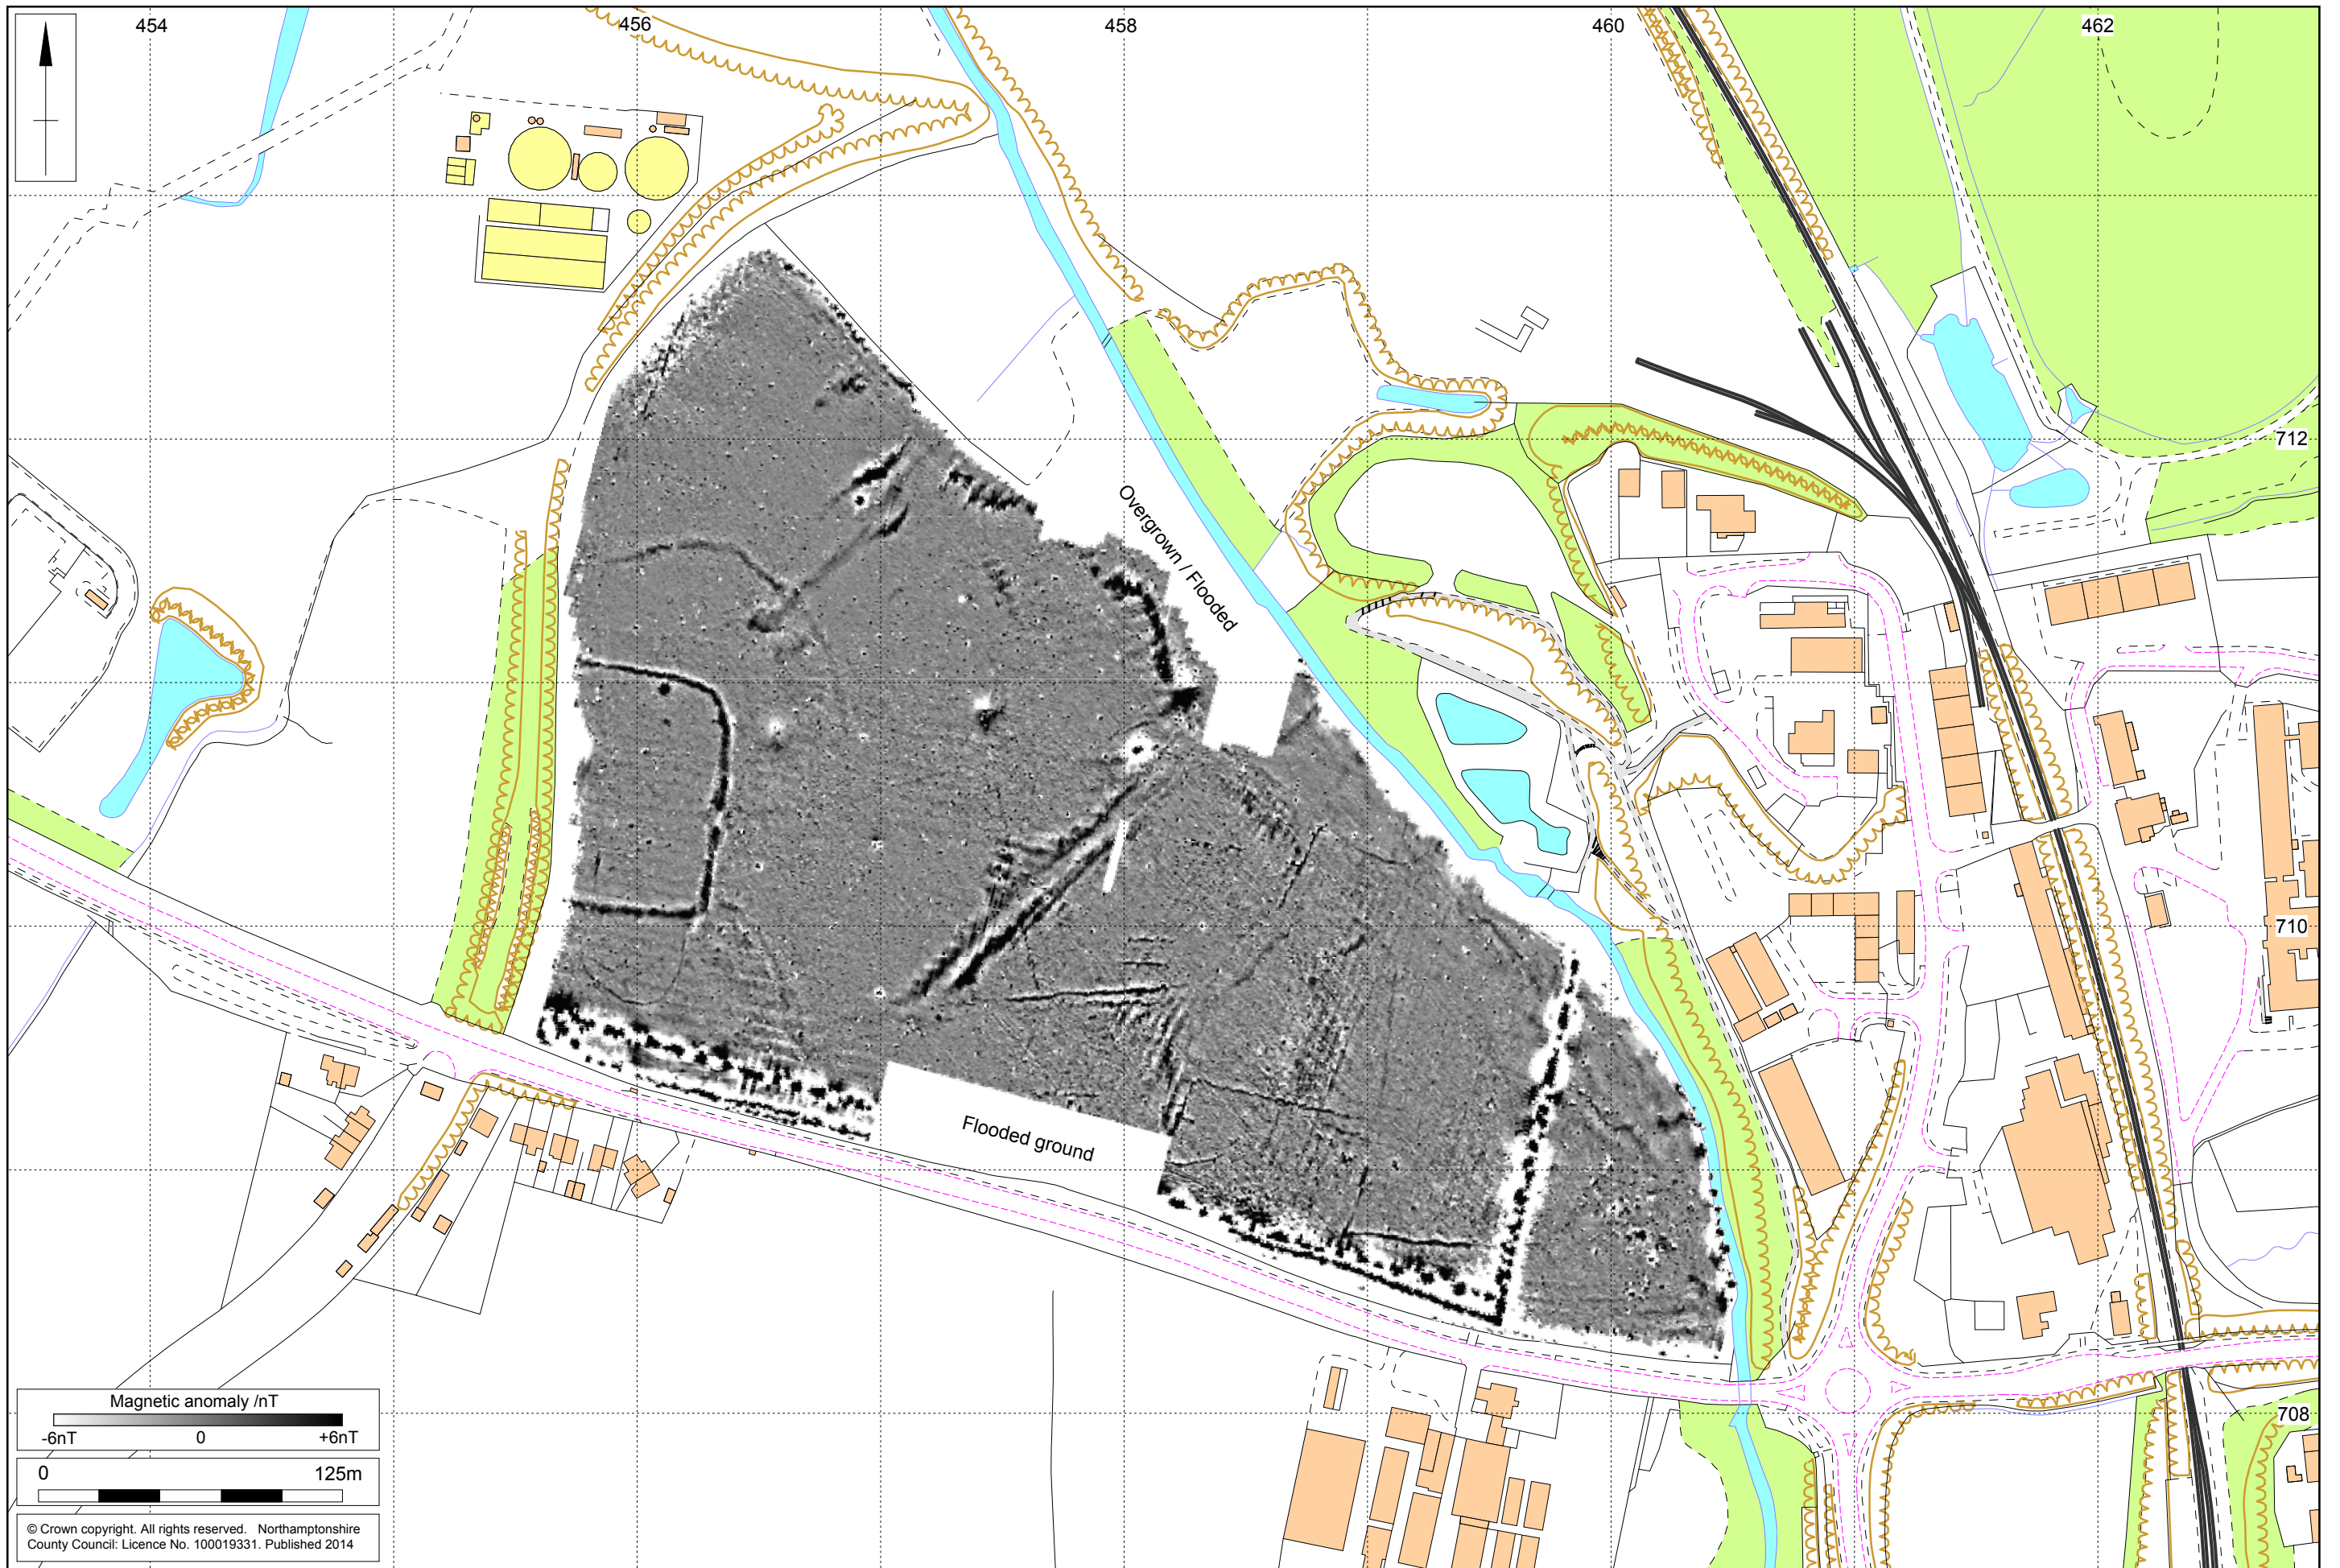 454
456
458
460
462
712
Overgrown / Flooded
710
Flooded ground
708
Magnetic anomaly /nT
-6nT 0 +6nT
0 125m
© Crown copyright. All rights reserved. Northamptonshire
County Council: Licence No. 100019331. Published 2014